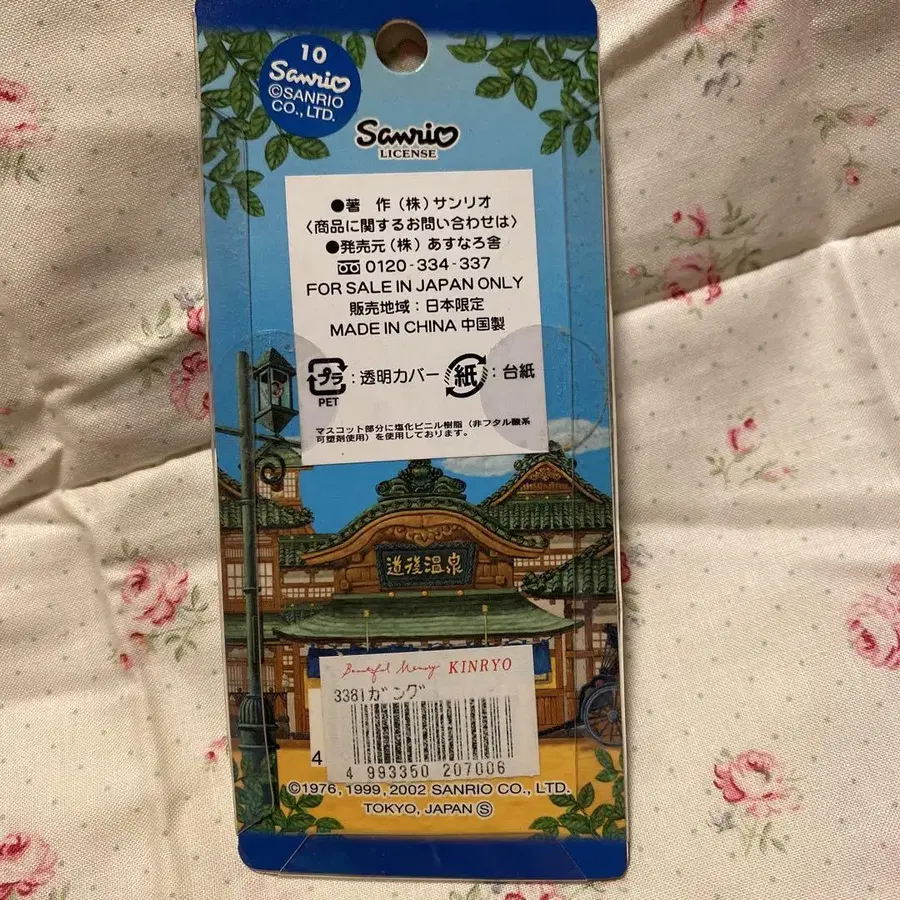 10
Sanrio
©SANRIO
CO., LTD.
Sanrio
LICENSE
●著 作（株）サンリオ
〈商品に関するお問い合わせは〉
●発売元（株）あすなろ舎
0120-334-337
FOR SALE IN JAPAN ONLY
販売地域：日本限定
MADE IN CHINA 中国製
プラ：透明カバー 紙：台紙
PET
マスコット部分に塩化ビニル樹脂（非フタル酸系
可塑剤使用）を使用しております。
道後温泉
Beautiful Memory KINRYO
3381ガング
4
4 993350 207006
©1976, 1999, 2002 SANRIO CO., LTD.
TOKYO, JAPAN Ⓢ